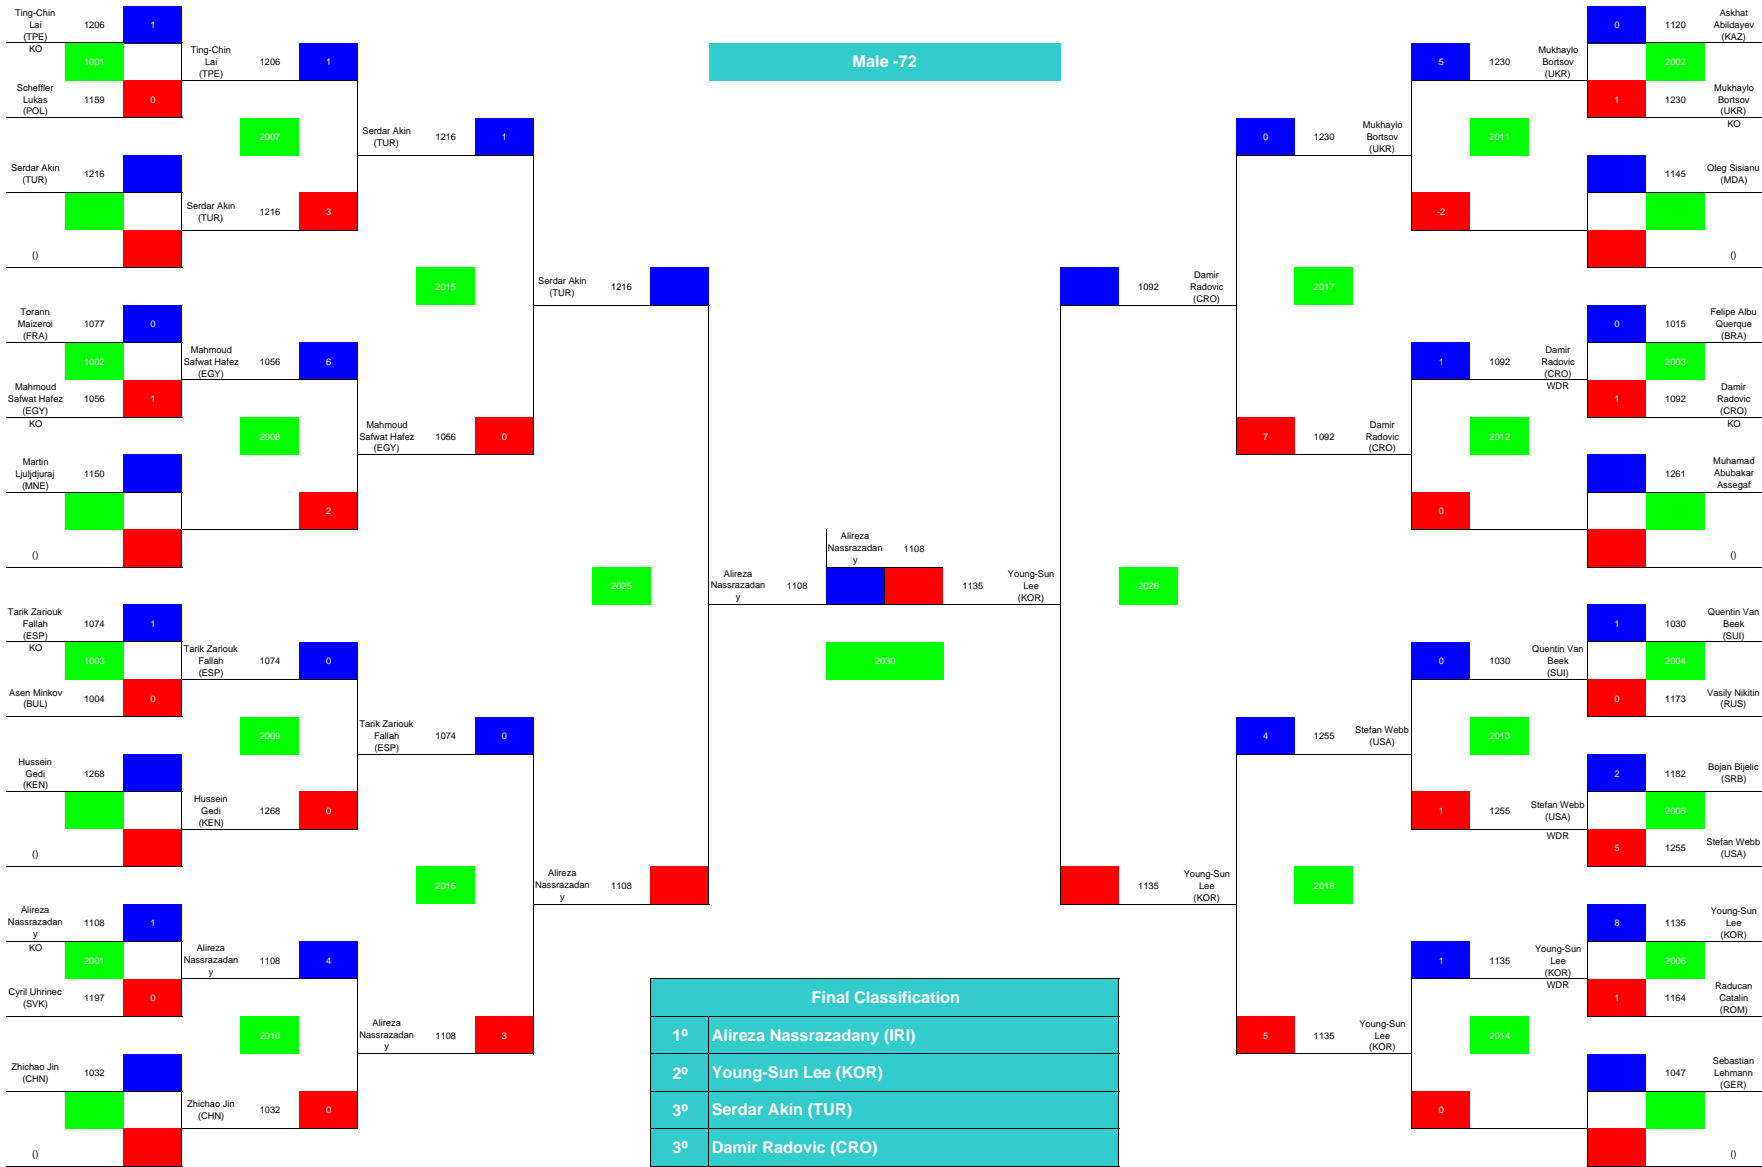 Male -72
Ting-Chin
Lai
(TPE)
1206
1
KO
1001
Scheffler
Lukas
(POL)
1159
0
Serdar Akin
(TUR)
1216
()
Torann
Maizeroi
(FRA)
1077
0
1002
Mahmoud
Safwat Hafez
(EGY)
1056
1
KO
Martin
Ljuljdjuraj
(MNE)
1150
()
Tarik Zariouk
Fallah
(ESP)
1074
1
KO
1003
Asen Minkov
(BUL)
1004
0
Hussein
Gedi
(KEN)
1268
()
Alireza
Nassrazadan
y
1108
1
KO
2001
Cyril Uhrinec
(SVK)
1197
0
Zhichao Jin
(CHN)
1032
()
Ting-Chin
Lai
(TPE)
1206
1
2007
Serdar Akin
(TUR)
1216
3
Mahmoud
Safwat Hafez
(EGY)
1056
6
2008
2
Tarik Zariouk
Fallah
(ESP)
1074
0
2009
Hussein
Gedi
(KEN)
1268
0
Alireza
Nassrazadan
y
1108
4
2010
Zhichao Jin
(CHN)
1032
0
Serdar Akin
(TUR)
1216
1
2015
Mahmoud
Safwat Hafez
(EGY)
1056
0
Tarik Zariouk
Fallah
(ESP)
1074
0
2016
Alireza
Nassrazadan
y
1108
3
Serdar Akin
(TUR)
1216
2025
Alireza
Nassrazadan
y
1108
Alireza
Nassrazadan
y
1108
Alireza
Nassrazadan
y
1108
1135
Young-Sun
Lee
(KOR)
2030
1092
Damir
Radovic
(CRO)
2026
1135
Young-Sun
Lee
(KOR)
0
1230
Mukhaylo
Bortsov
(UKR)
2017
7
1092
Damir
Radovic
(CRO)
4
1255
Stefan Webb
(USA)
2018
5
1135
Young-Sun
Lee
(KOR)
5
1230
Mukhaylo
Bortsov
(UKR)
2011
-2
1
1092
Damir
Radovic
(CRO)
WDR
2012
0
0
1030
Quentin Van
Beek
(SUI)
2013
1
1255
Stefan Webb
(USA)
WDR
1
1135
Young-Sun
Lee
(KOR)
WDR
2014
0
0
1120
Askhat
Abildayev
(KAZ)
2002
1
1230
Mukhaylo
Bortsov
(UKR)
KO
1145
Oleg Sisianu
(MDA)
()
0
1015
Felipe Albu
Querque
(BRA)
2003
1
1092
Damir
Radovic
(CRO)
KO
1261
Muhamad
Abubakar
Assegaf
()
1
1030
Quentin Van
Beek
(SUI)
2004
0
1173
Vasily Nikitin
(RUS)
2
1182
Bojan Bijelic
(SRB)
2005
5
1255
Stefan Webb
(USA)
8
1135
Young-Sun
Lee
(KOR)
2006
1
1164
Raducan
Catalin
(ROM)
1047
Sebastian
Lehmann
(GER)
()
Final Classification
1º Alireza Nassrazadany (IRI)
2º Young-Sun Lee (KOR)
3º Serdar Akin (TUR)
3º Damir Radovic (CRO)